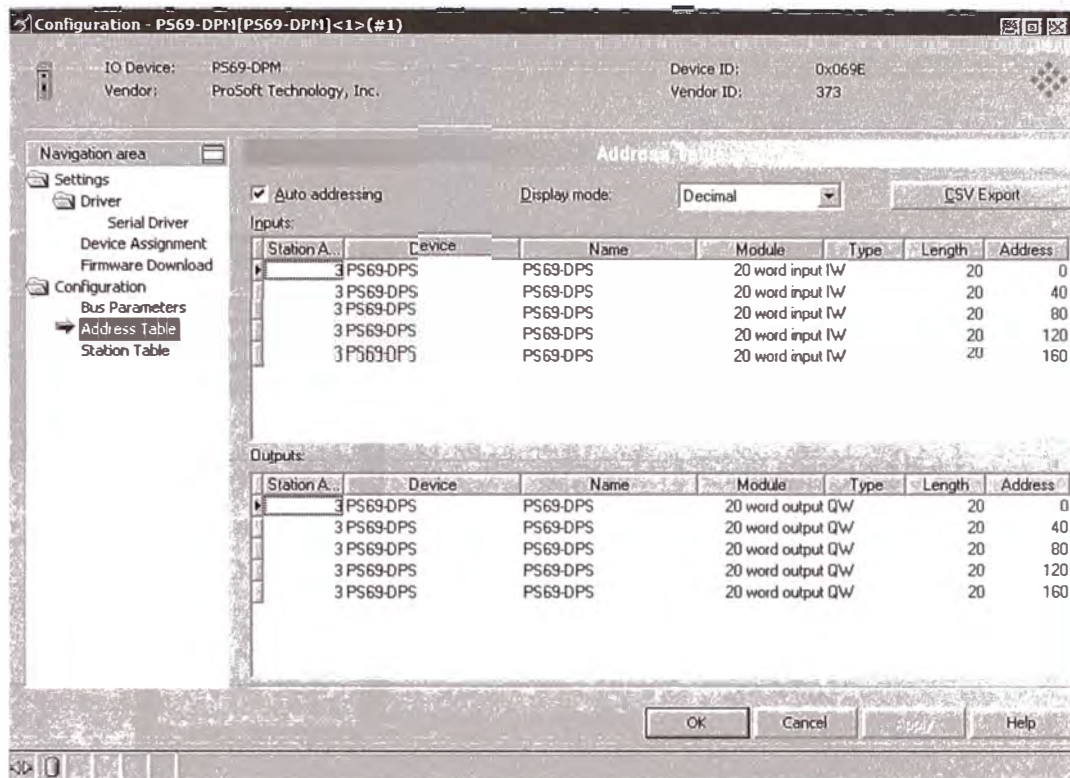 Configuration - PS69-DPM[PS69-DPM]<1>(#1)
IO Device: PS69-DPM Device ID: 0x069E
Vendor: ProSoft Technology, Inc. Vendor ID: 373
Navigation area
Settings
Driver
Serial Driver
Device Assignment
Firmware Download
Configuration
Bus Parameters
Address Table
Station Table
Address Table
Auto addressing Display mode: Decimal CSV Export
Inputs:
Station A... Device Name Module Type Length Address
3 PS69-DPS PS69-DPS 20 word input IW 20 0
3 PS69-DPS PS69-DPS 20 word input IW 20 40
3 PS69-DPS PS69-DPS 20 word input IW 20 80
3 PS69-DPS PS69-DPS 20 word input IW 20 120
3 PS69-DPS PS69-DPS 20 word input IW 20 160
Outputs:
Station A... Device Name Module Type Length Address
3 PS69-DPS PS69-DPS 20 word output QW 20 0
3 PS69-DPS PS69-DPS 20 word output QW 20 40
3 PS69-DPS PS69-DPS 20 word output QW 20 80
3 PS69-DPS PS69-DPS 20 word output QW 20 120
3 PS69-DPS PS69-DPS 20 word output QW 20 160
OK Cancel Apply Help